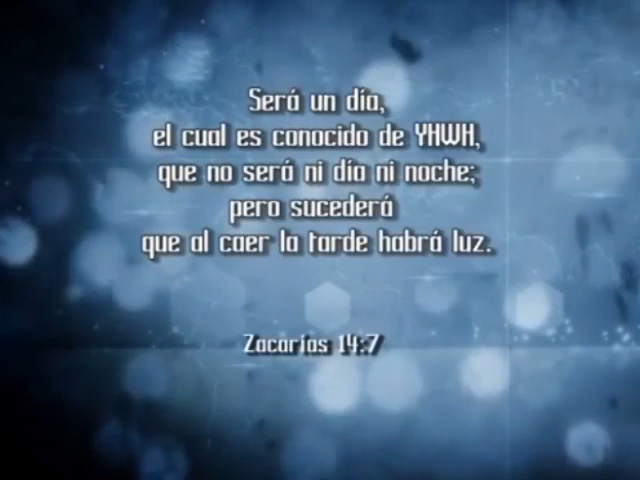 Será un día,
el cual es conocido de YHWH,
que no será ni día ni noche;
pero sucederá
que al caer la tarde habrá luz.
Zacarías 14:7